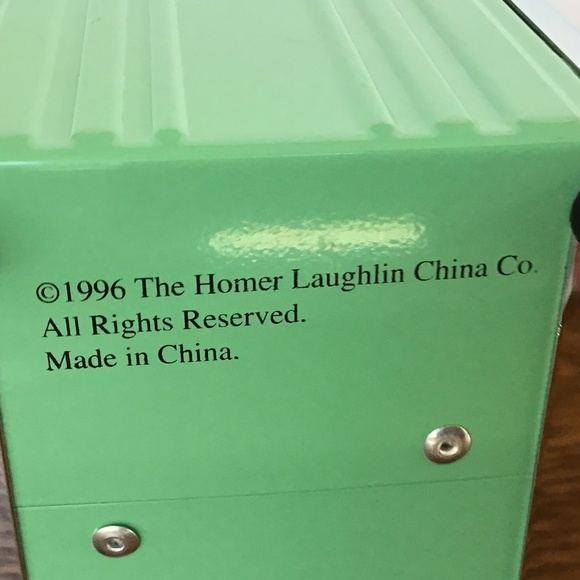 ©1996 The Homer Laughlin China Co.
All Rights Reserved.
Made in China.